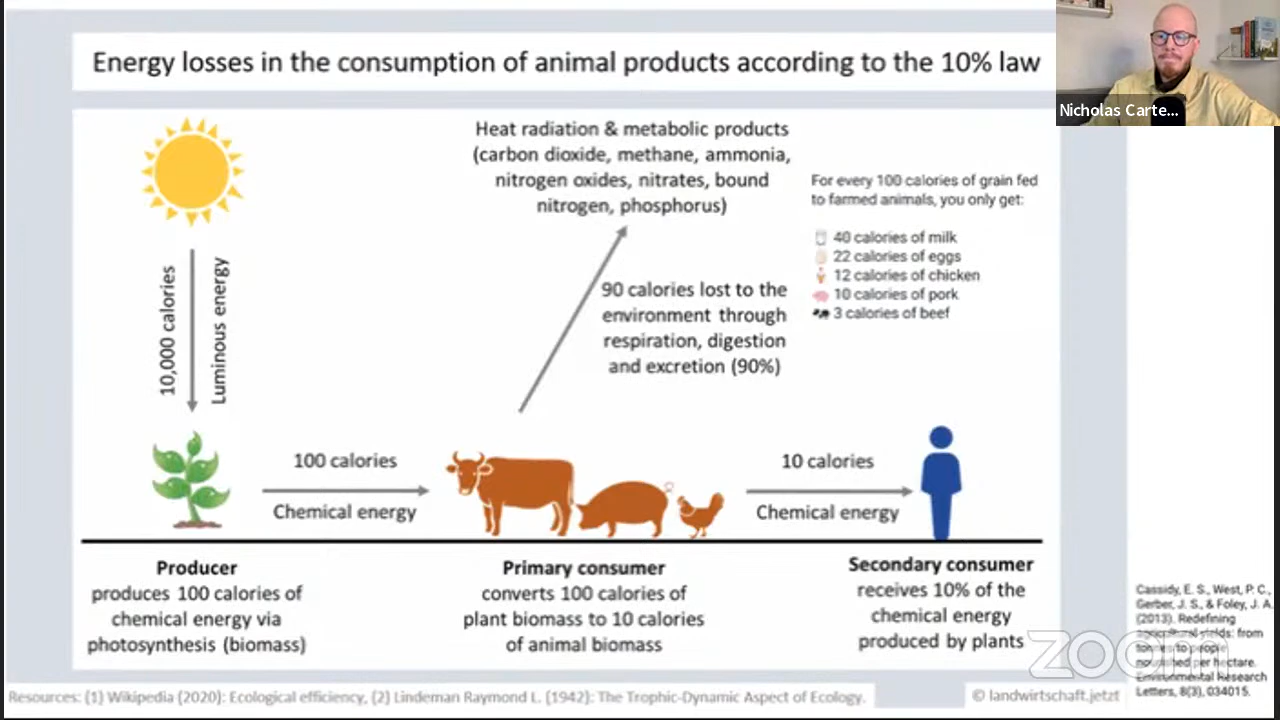 Energy losses in the consumption of animal products according to the 10% law
Nicholas Carte...
Heat radiation & metabolic products
(carbon dioxide, methane, ammonia,
nitrogen oxides, nitrates, bound
nitrogen, phosphorus)
For every 100 calories of grain fed
to farmed animals, you only get:
40 calories of milk
22 calories of eggs
12 calories of chicken
10 calories of pork
3 calories of beef
10,000 calories
Luminous energy
90 calories lost to the
environment through
respiration, digestion
and excretion (90%)
100 calories
Chemical energy
10 calories
Chemical energy
Producer
produces 100 calories of
chemical energy via
photosynthesis (biomass)
Primary consumer
converts 100 calories of
plant biomass to 10 calories
of animal biomass
Secondary consumer
receives 10% of the
chemical energy
produced by plants
Cassidy, E. S., West, P. C.,
Gerber, J. S., & Foley, J. A.
(2013). Redefining
agricultural yields: from
tonnes to people
nourished per hectare.
Environmental Research
Letters, 8(3), 034015.
zoom
Resources: (1) Wikipedia (2020): Ecological efficiency, (2) Lindeman Raymond L. (1942): The Trophic-Dynamic Aspect of Ecology.
© landwirtschaft.jetzt